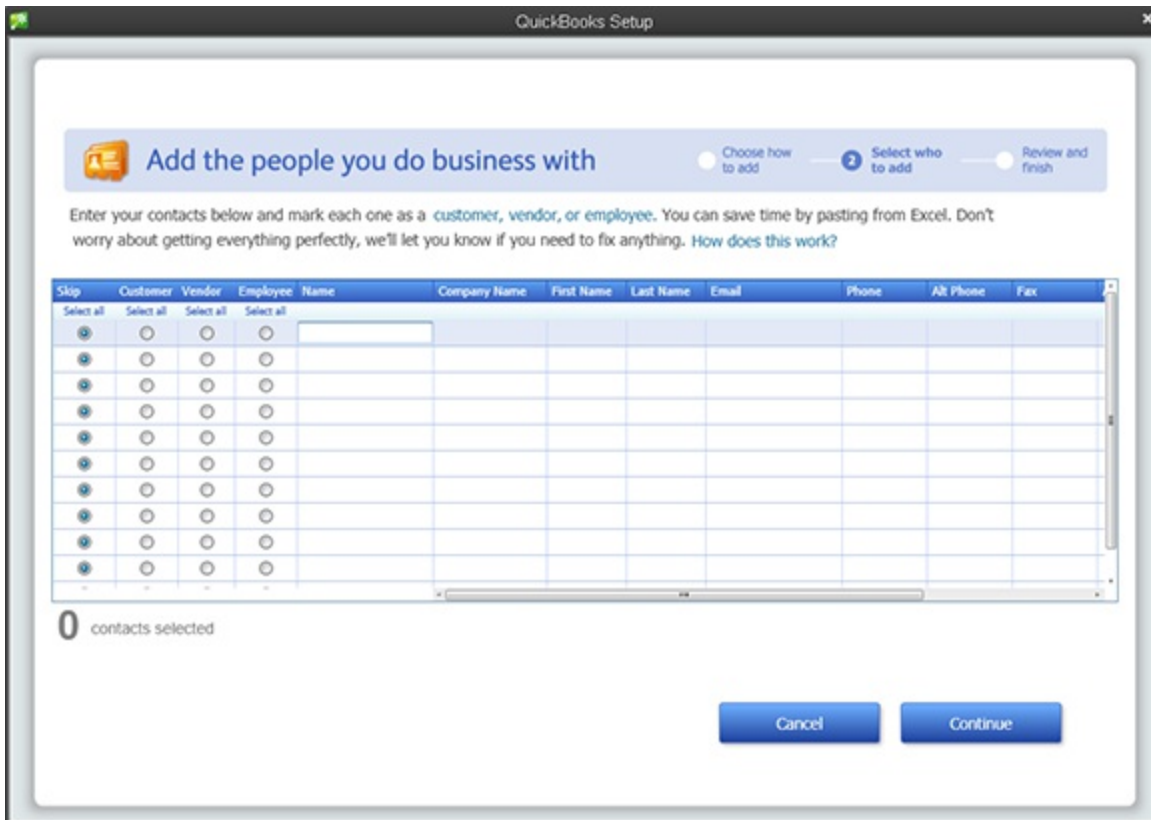 QuickBooks Setup
Add the people you do business with
Choose how
to add
2
Select who
to add
Review and
finish
Enter your contacts below and mark each one as a customer, vendor, or employee. You can save time by pasting from Excel. Don't
worry about getting everything perfectly, we'll let you know if you need to fix anything. How does this work?
Skip Customer Vendor Employee Name Company Name First Name Last Name Email Phone Alt Phone Fax
Select all Select all Select all Select all
0 contacts selected
Cancel Continue